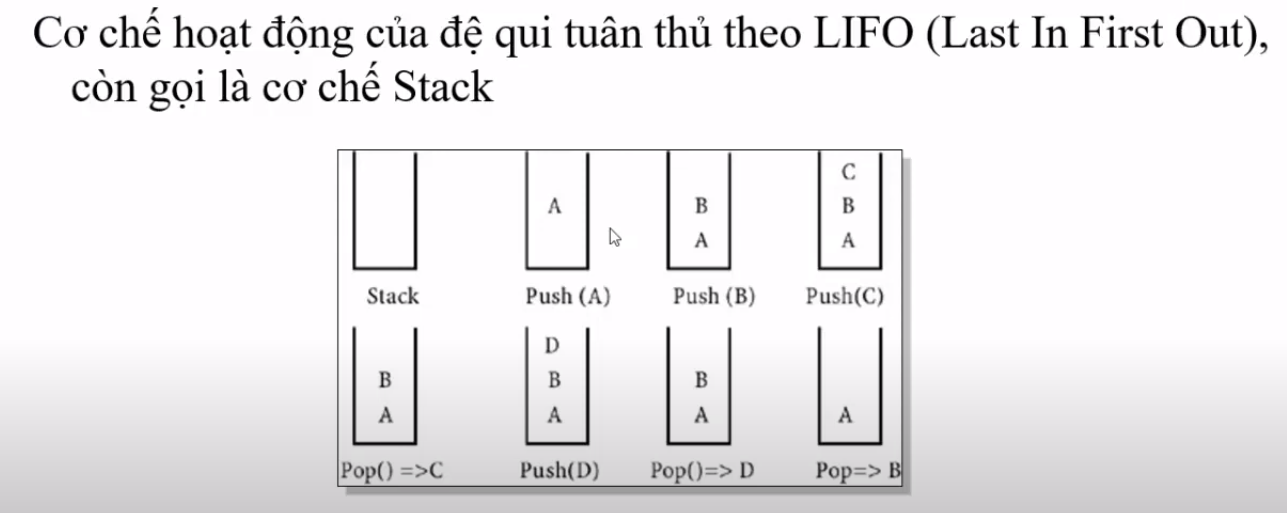 Cơ chế hoạt động của đệ qui tuân thủ theo LIFO (Last In First Out),
còn gọi là cơ chế Stack
C
A B B
A A
Stack Push (A) Push (B) Push(C)
D
B B B
A A A A
Pop() =>C Push(D) Pop()=> D Pop=> B